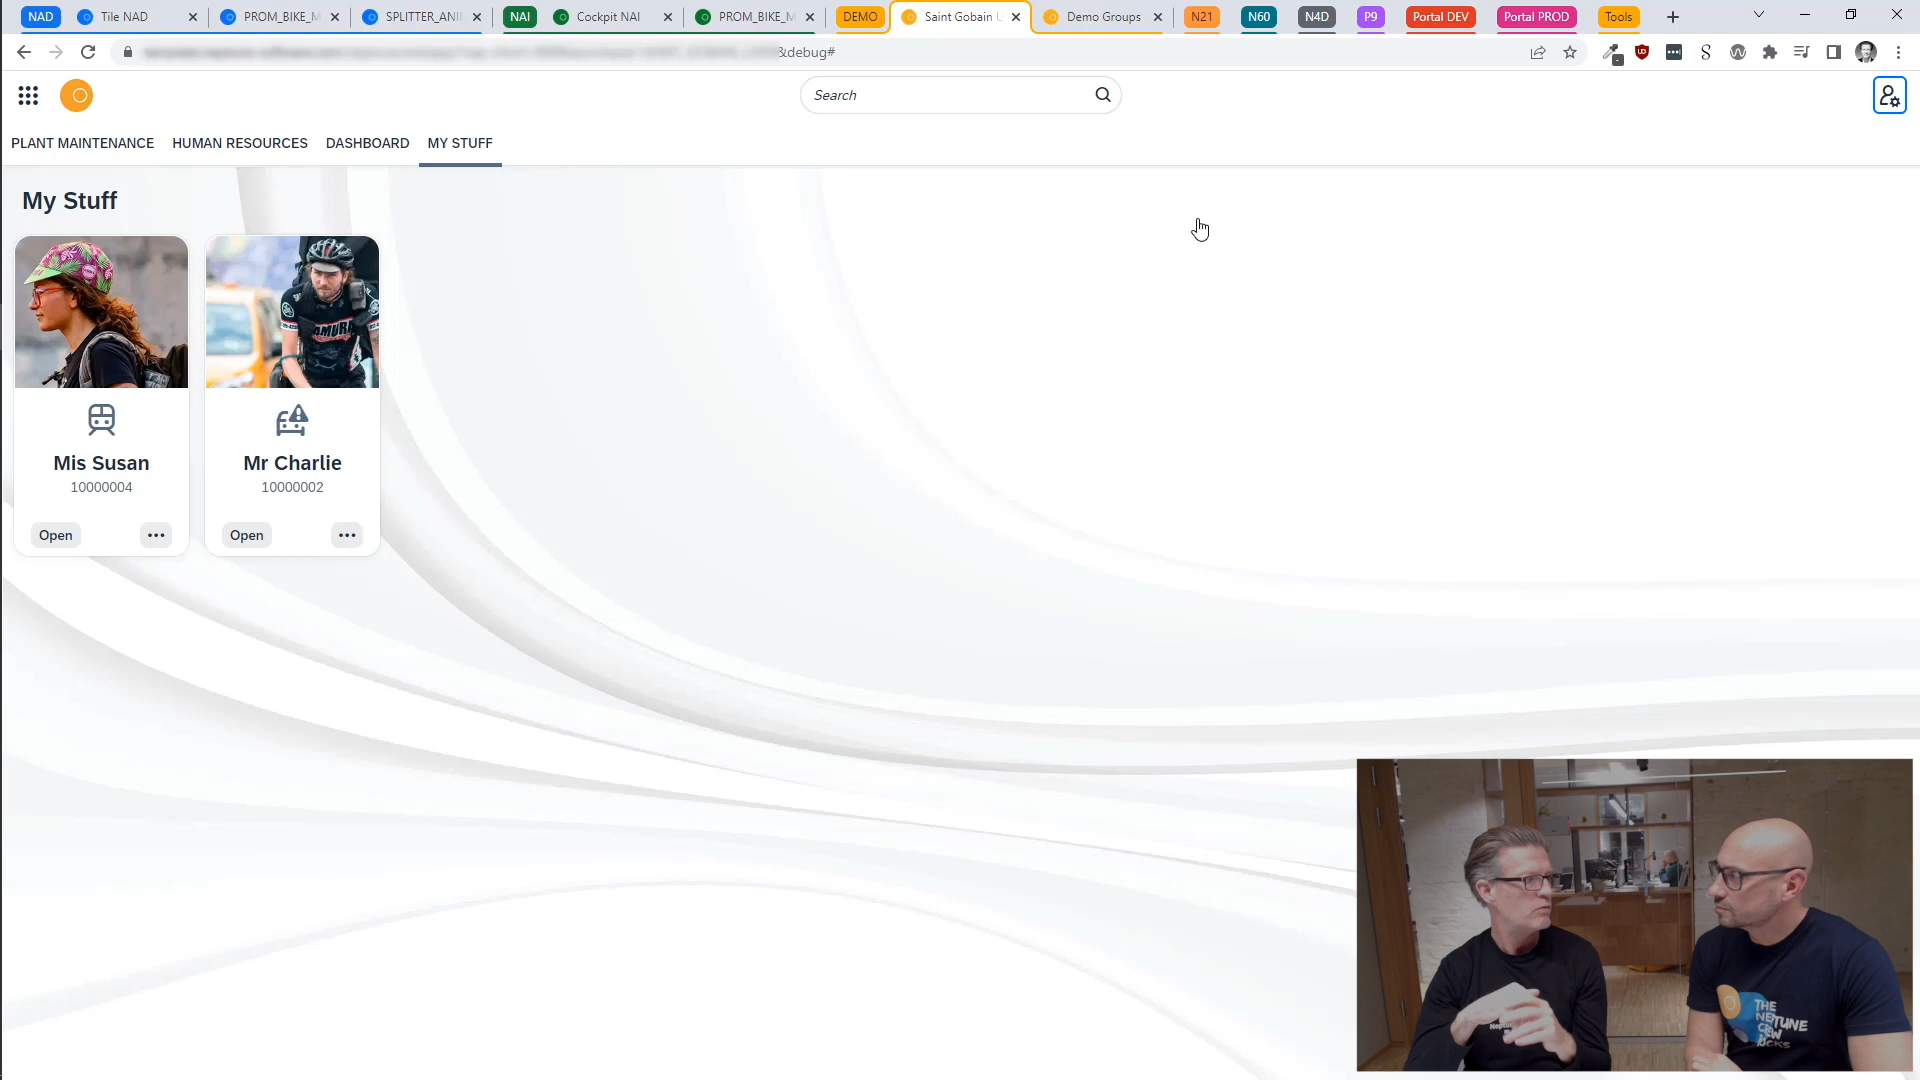 NAD
Tile NAD
PROM_BIKE_M
SPLITTER_ANI
NAI
Cockpit NAI
PROM_BIKE_M
DEMO
Saint Gobain U
Demo Groups
N21
N60
N4D
P9
Portal DEV
Portal PROD
Tools
&debug#
Search
PLANT MAINTENANCE
HUMAN RESOURCES
DASHBOARD
MY STUFF
My Stuff
Mis Susan
10000004
Open
Mr Charlie
10000002
Open
THE
NEPTUNE
CREW
ROCKS